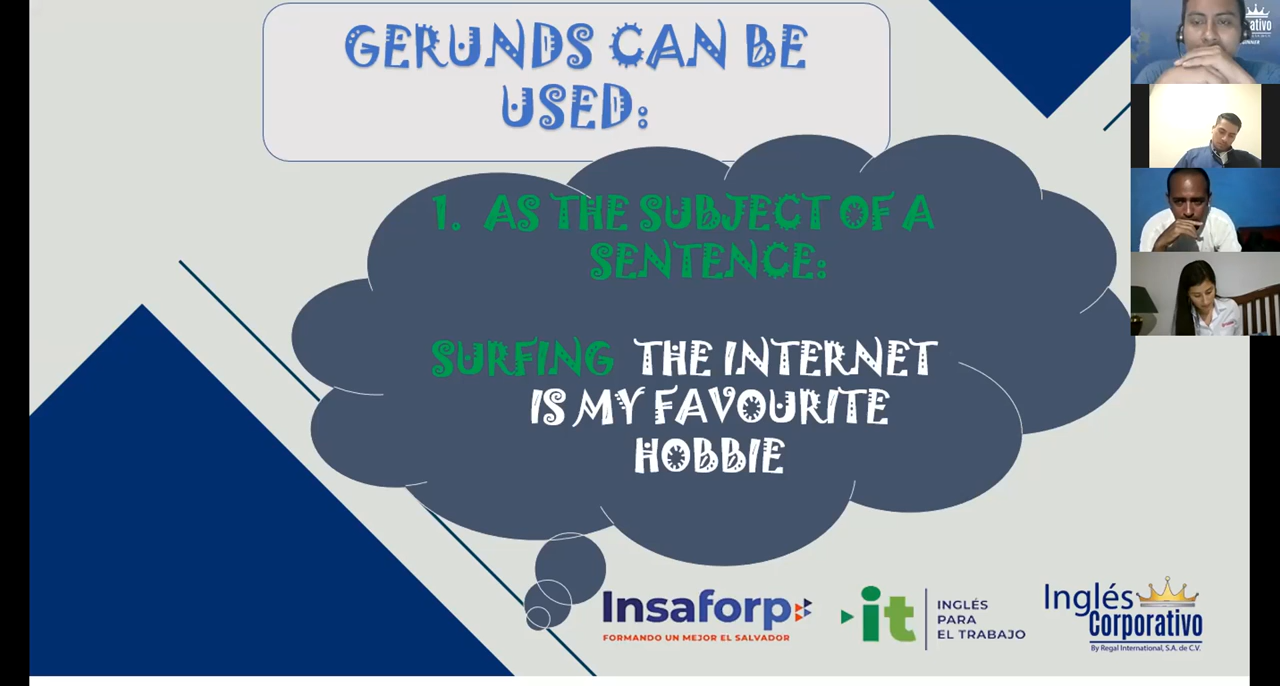 GERUNDS CAN BE
USED:
1. AS THE SUBJECT OF A
SENTENCE:
SURFING THE INTERNET
IS MY FAVOURITE
HOBBIE
Insaforp
FORMANDO UN MEJOR EL SALVADOR
it
INGLÉS
PARA
EL TRABAJO
Inglés
Corporativo
By Regal International, S.A. de C.V.